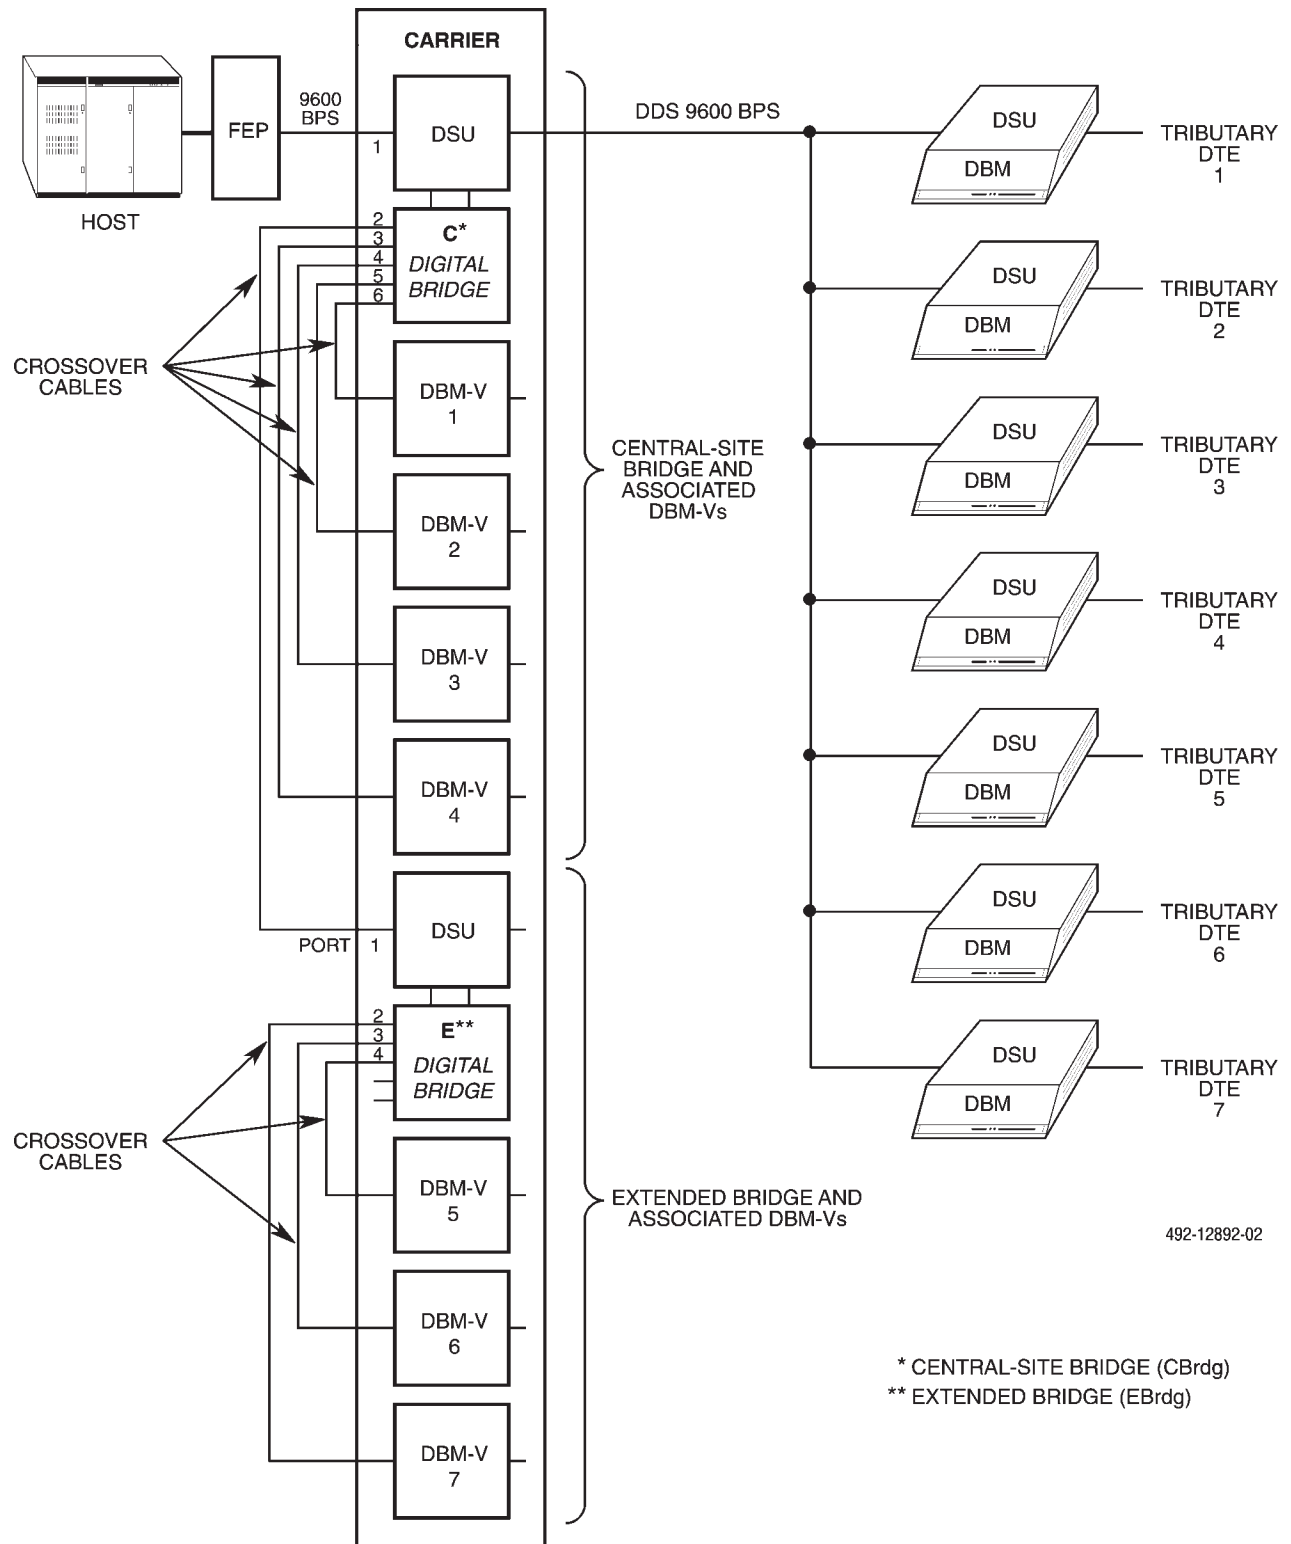 CARRIER
HOST
FEP
9600
BPS
1
DSU
DDS 9600 BPS
2
3
4
5
6
C*
DIGITAL
BRIDGE
CROSSOVER
CABLES
DBM-V
1
DBM-V
2
DBM-V
3
DBM-V
4
CENTRAL-SITE
BRIDGE AND
ASSOCIATED
DBM-Vs
PORT 1
DSU
2
3
4
E**
DIGITAL
BRIDGE
CROSSOVER
CABLES
DBM-V
5
DBM-V
6
DBM-V
7
EXTENDED BRIDGE AND
ASSOCIATED DBM-Vs
DSU
DBM
TRIBUTARY
DTE
1
DSU
DBM
TRIBUTARY
DTE
2
DSU
DBM
TRIBUTARY
DTE
3
DSU
DBM
TRIBUTARY
DTE
4
DSU
DBM
TRIBUTARY
DTE
5
DSU
DBM
TRIBUTARY
DTE
6
DSU
DBM
TRIBUTARY
DTE
7
492-12892-02
* CENTRAL-SITE BRIDGE (CBrdg)
** EXTENDED BRIDGE (EBrdg)